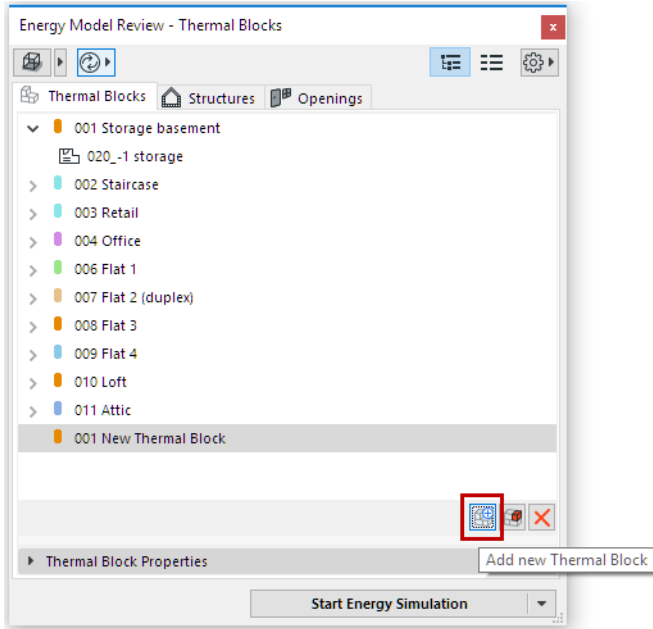 Energy Model Review - Thermal Blocks
x
Thermal Blocks Structures Openings
001 Storage basement
020_-1 storage
002 Staircase
003 Retail
004 Office
006 Flat 1
007 Flat 2 (duplex)
008 Flat 3
009 Flat 4
010 Loft
011 Attic
001 New Thermal Block
Thermal Block Properties
Add new Thermal Block
Start Energy Simulation